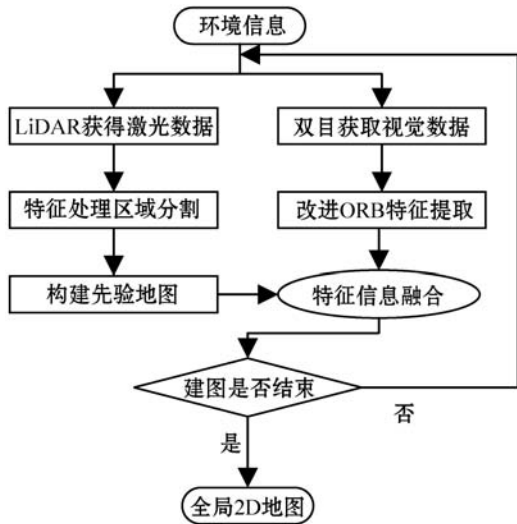 环境信息
LiDAR获得激光数据
双目获取视觉数据
特征处理区域分割
改进ORB特征提取
构建先验地图
特征信息融合
建图是否结束
否
是
全局2D地图